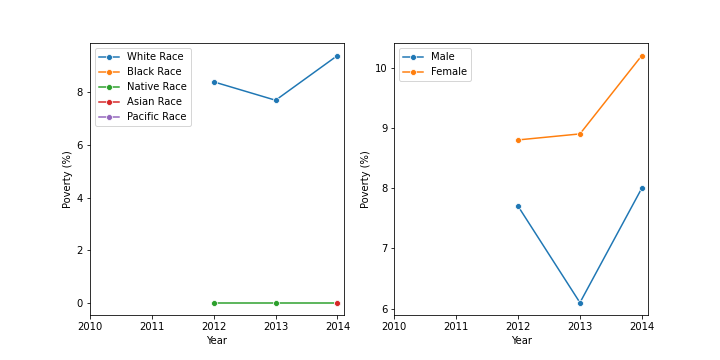 White Race
Black Race
Native Race
Asian Race
Pacific Race
8
6
4
2
0
Poverty (%)
2010 2011 2012 2013 2014
Year
Male
Female
10
9
8
7
6
Poverty (%)
2010 2011 2012 2013 2014
Year